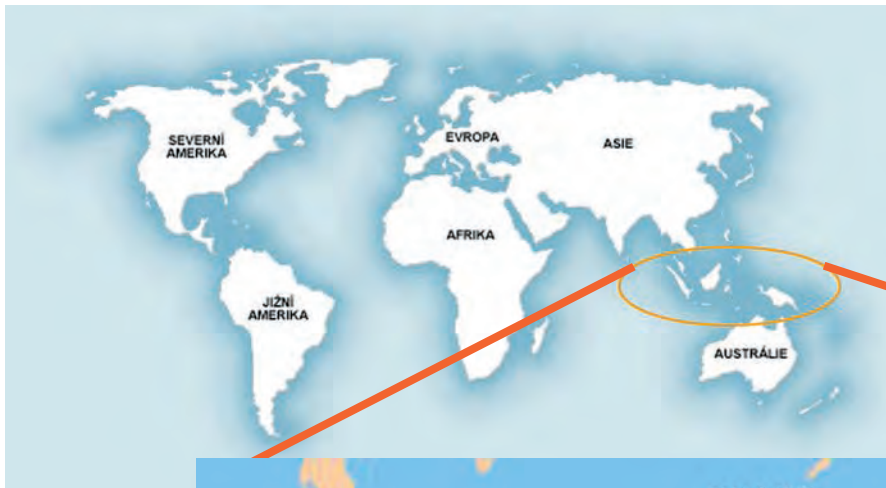 SEVERNÍ
AMERIKA
EVROPA
ASIE
AFRIKA
JIŽNÍ
AMERIKA
AUSTRÁLIE